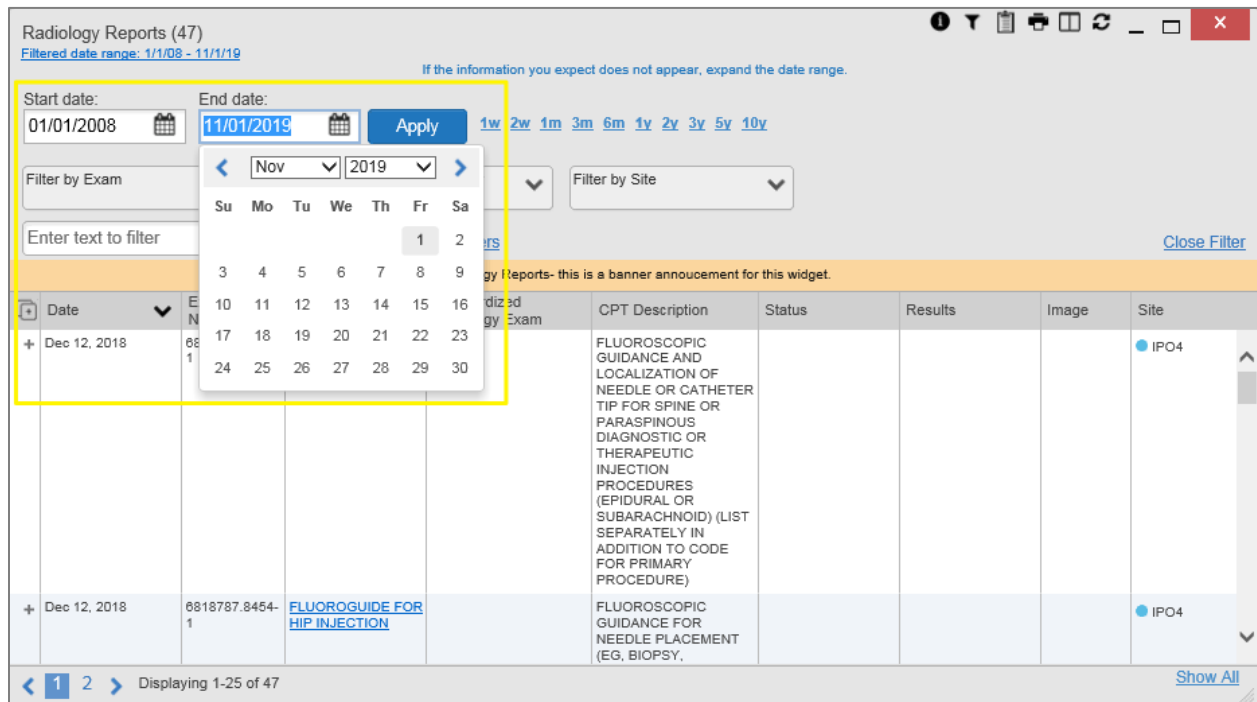 Radiology Reports (47)
Filtered date range: 1/1/08 - 11/1/19
If the information you expect does not appear, expand the date range.
Start date:
End date:
01/01/2008
11/01/2019
Apply
1w 2w 1m 3m 6m 1y 2y 3y 5y 10y
Nov
2019
Filter by Exam
Filter by Site
Su Mo Tu We Th Fr Sa
1 2
3 4 5 6 7 8 9
10 11 12 13 14 15 16
17 18 19 20 21 22 23
24 25 26 27 28 29 30
Enter text to filter
Close Filter
Reports- this is a banner annoucement for this widget.
Date
CPT Description
Status
Results
Image
Site
Exam
Dec 12, 2018
1
FLUOROSCOPIC
GUIDANCE AND
LOCALIZATION OF
NEEDLE OR CATHETER
TIP FOR SPINE OR
PARASPINOUS
DIAGNOSTIC OR
THERAPEUTIC
INJECTION
PROCEDURES
(EPIDURAL OR
SUBARACHNOID) (LIST
SEPARATELY IN
ADDITION TO CODE
FOR PRIMARY
PROCEDURE)
IPO4
Dec 12, 2018
6818787.8454-
1
FLUOROGUIDE FOR
HIP INJECTION
FLUOROSCOPIC
GUIDANCE FOR
NEEDLE PLACEMENT
(EG, BIOPSY,
IPO4
1 2 Displaying 1-25 of 47
Show All